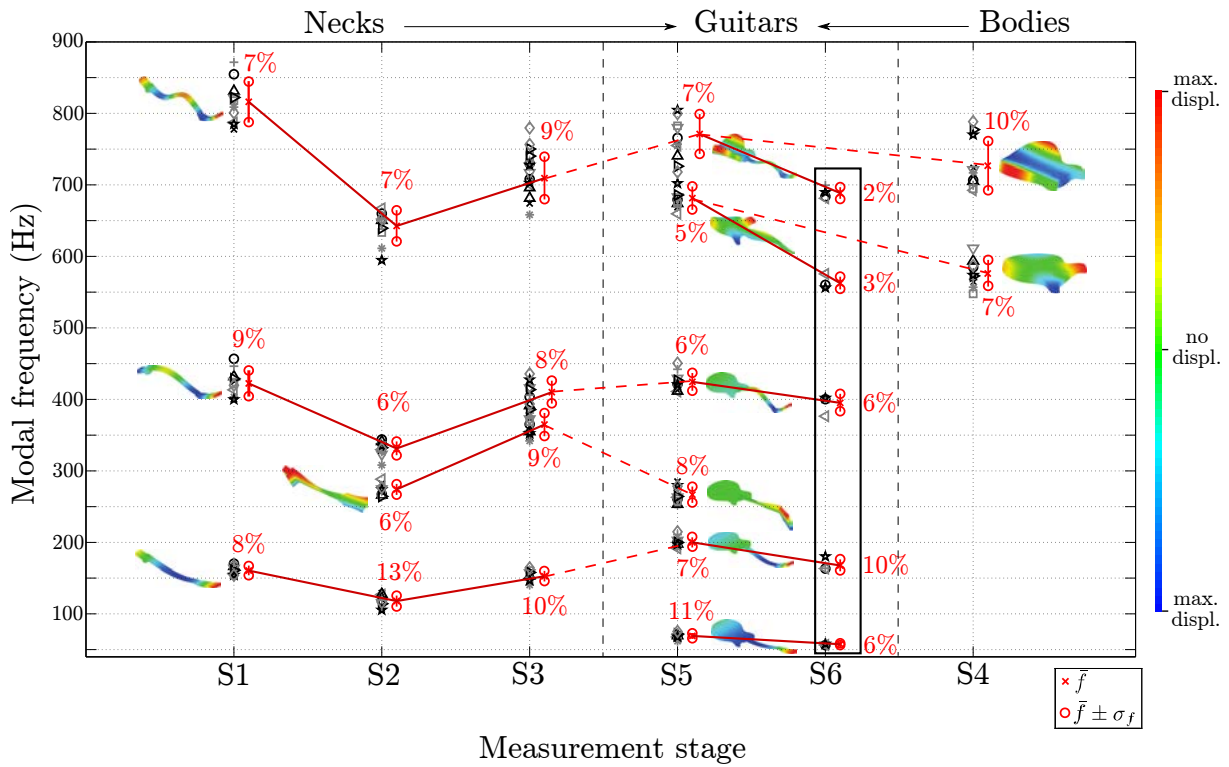 Necks Guitars Bodies
900
800
700
600
500
400
300
200
100
Modal frequency (Hz)
7%
7%
9%
7%
10%
2%
5%
3%
7%
9%
6%
8%
6%
6%
9%
8%
6%
8%
13%
10%
7%
10%
11%
6%
S1 S2 S3 S5 S6 S4
Measurement stage
max.
displ.
no
displ.
max.
displ.
× f̄
o f̄ ± σ_f